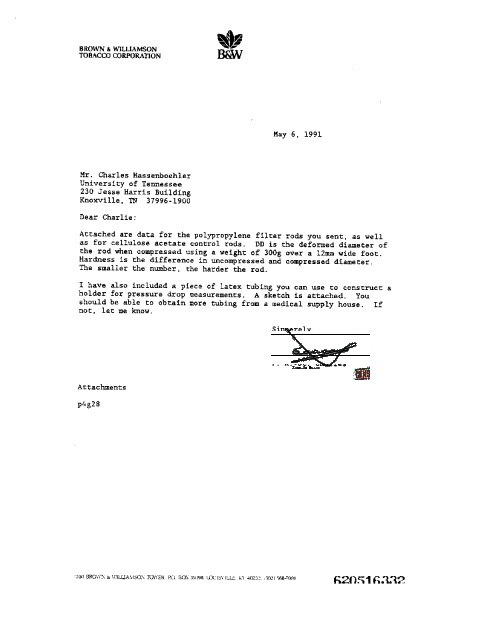 BROWN & WILLIAMSON
TOBACCO CORPORATION
B&W
May 6, 1991
Mr. Charles Hassenboehler
University of Tennessee
230 Jesse Harris Building
Knoxville, TN 37996-1900
Dear Charlie:
Attached are data for the polypropylene filter rods you sent, as well
as for cellulose acetate control rods. DD is the deformed diameter of
the rod when compressed using a weight of 300g over a 12mm wide foot.
Hardness is the difference in uncompressed and compressed diameter.
The smaller the number, the harder the rod.
I have also included a piece of latex tubing you can use to construct a
holder for pressure drop measurements. A sketch is attached. You
should be able to obtain more tubing from a medical supply house. If
not, let me know.
Sincerely
Attachments
p4g28
BROWN & WILLIAMSON TOWER, P.O. BOX LOUISVILLE, KY
620516332